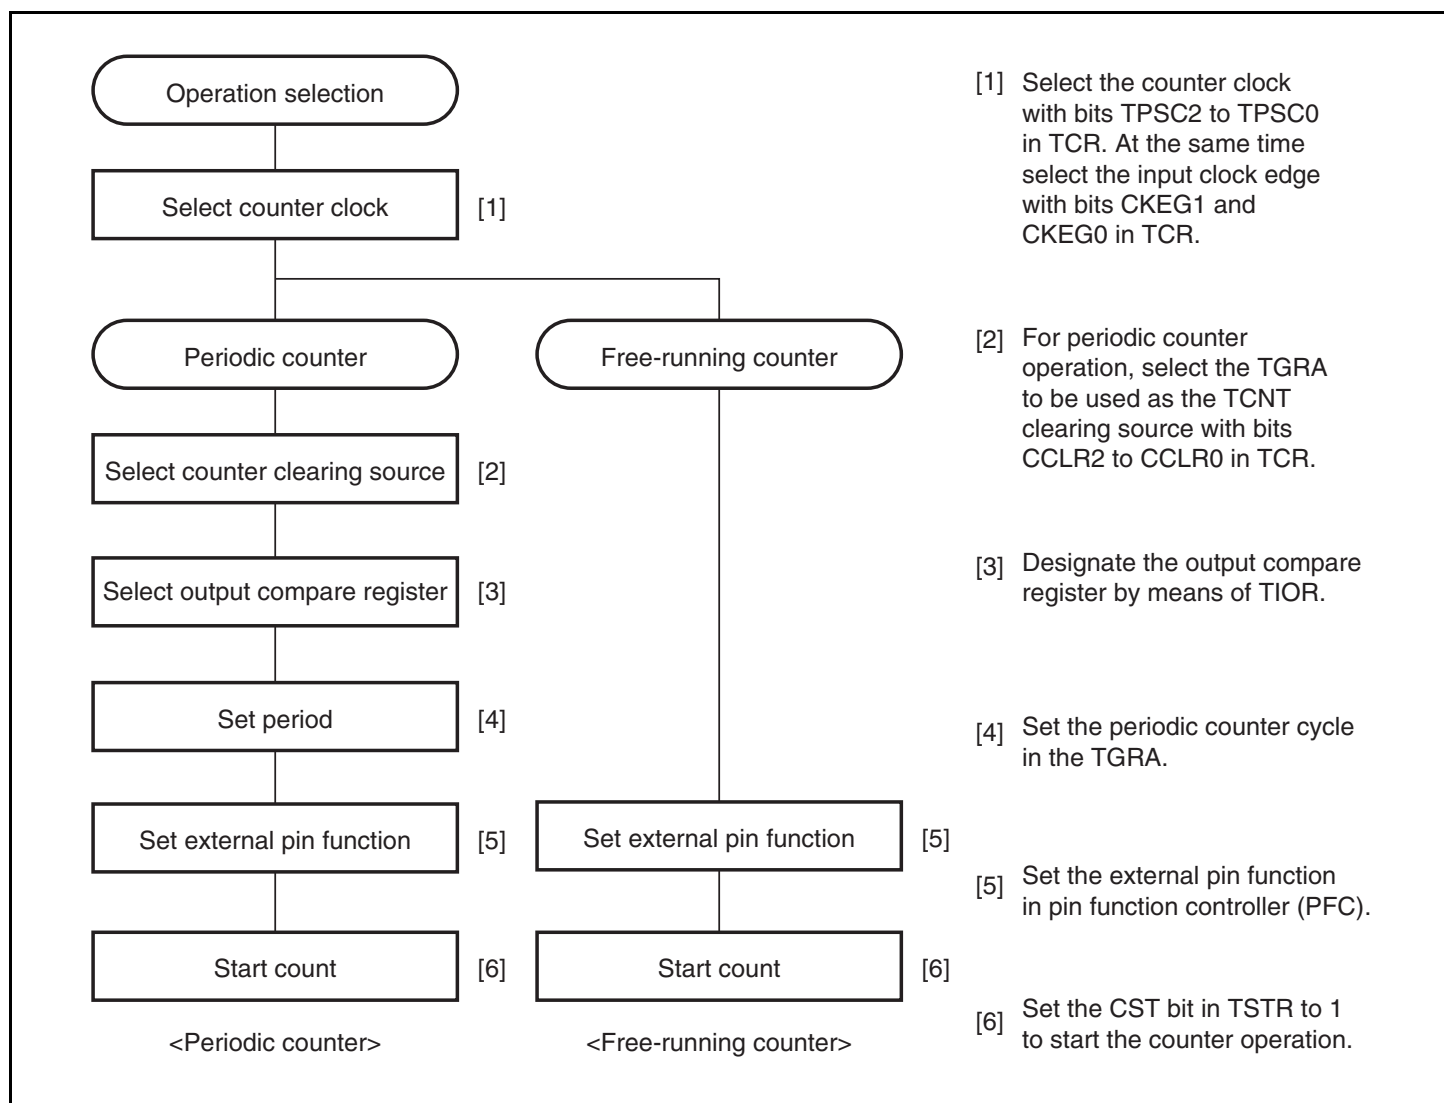 Operation selection
Select counter clock
[1]
Periodic counter
Free-running counter
Select counter clearing source
[2]
Select output compare register
[3]
Set period
[4]
Set external pin function
[5]
Set external pin function
[5]
Start count
[6]
Start count
[6]
<Periodic counter>
<Free-running counter>
[1] Select the counter clock
with bits TPSC2 to TPSC0
in TCR. At the same time
select the input clock edge
with bits CKEG1 and
CKEG0 in TCR.
[2] For periodic counter
operation, select the TGRA
to be used as the TCNT
clearing source with bits
CCLR2 to CCLR0 in TCR.
[3] Designate the output compare
register by means of TIOR.
[4] Set the periodic counter cycle
in the TGRA.
[5] Set the external pin function
in pin function controller (PFC).
[6] Set the CST bit in TSTR to 1
to start the counter operation.